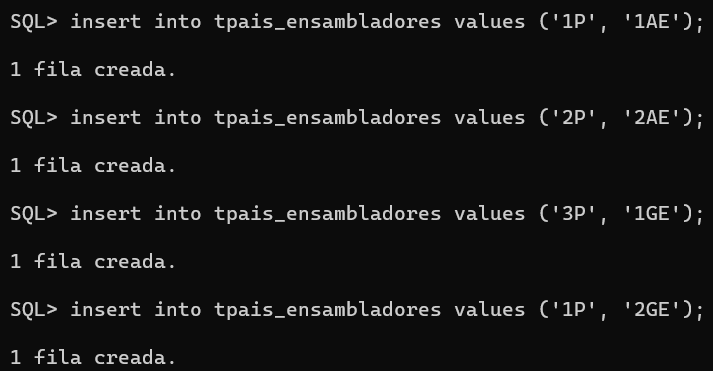 SQL> insert into tpais_ensambladores values ('1P', '1AE');
1 fila creada.
SQL> insert into tpais_ensambladores values ('2P', '2AE');
1 fila creada.
SQL> insert into tpais_ensambladores values ('3P', '1GE');
1 fila creada.
SQL> insert into tpais_ensambladores values ('1P', '2GE');
1 fila creada.